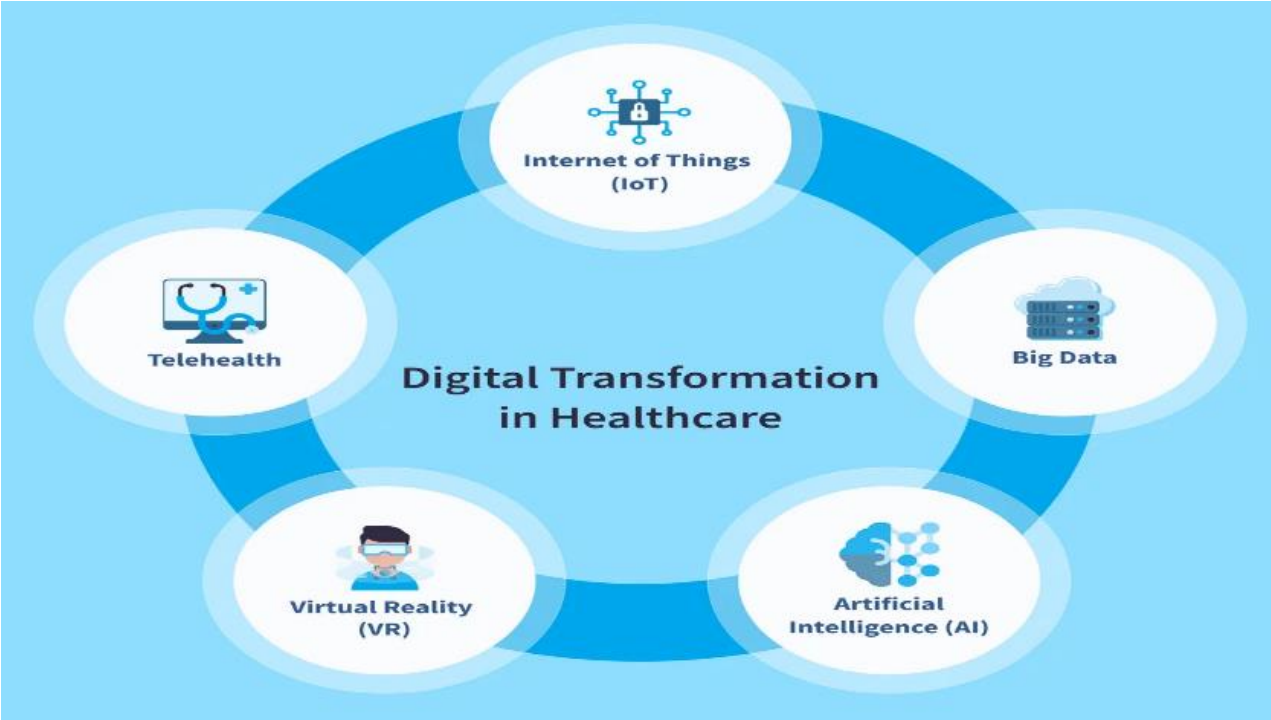 Internet of Things
(IoT)
Telehealth
Big Data
Digital Transformation
in Healthcare
Virtual Reality
(VR)
Artificial
Intelligence (AI)